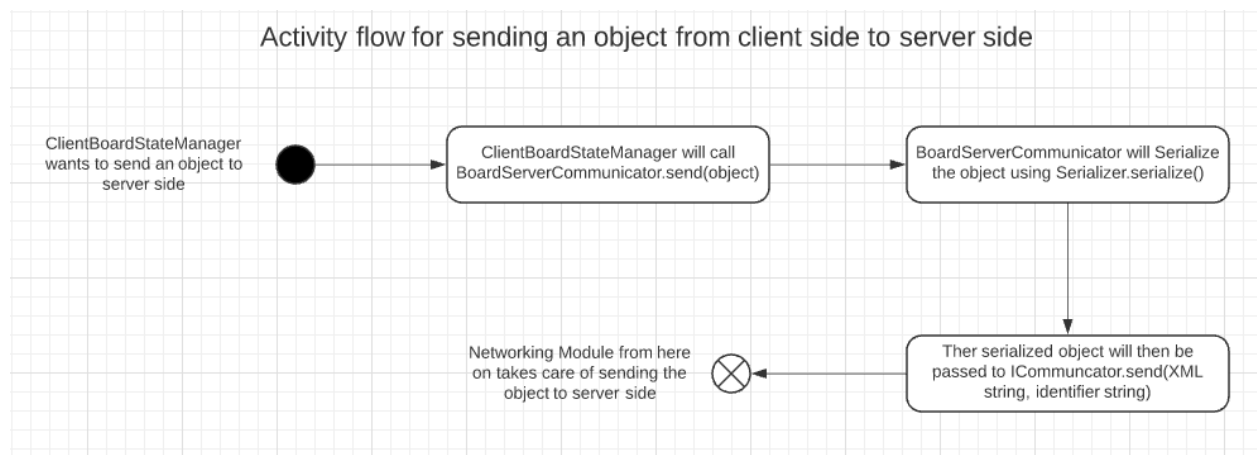 Activity flow for sending an object from client side to server side
ClientBoardStateManager
wants to send an object to
server side
ClientBoardStateManager will call
BoardServerCommunicator.send(object)
BoardServerCommunicator will Serialize
the object using Serializer.serialize()
Ther serialized object will then be
passed to ICommuncator.send(XML
string, identifier string)
Networking Module from here
on takes care of sending the
object to server side